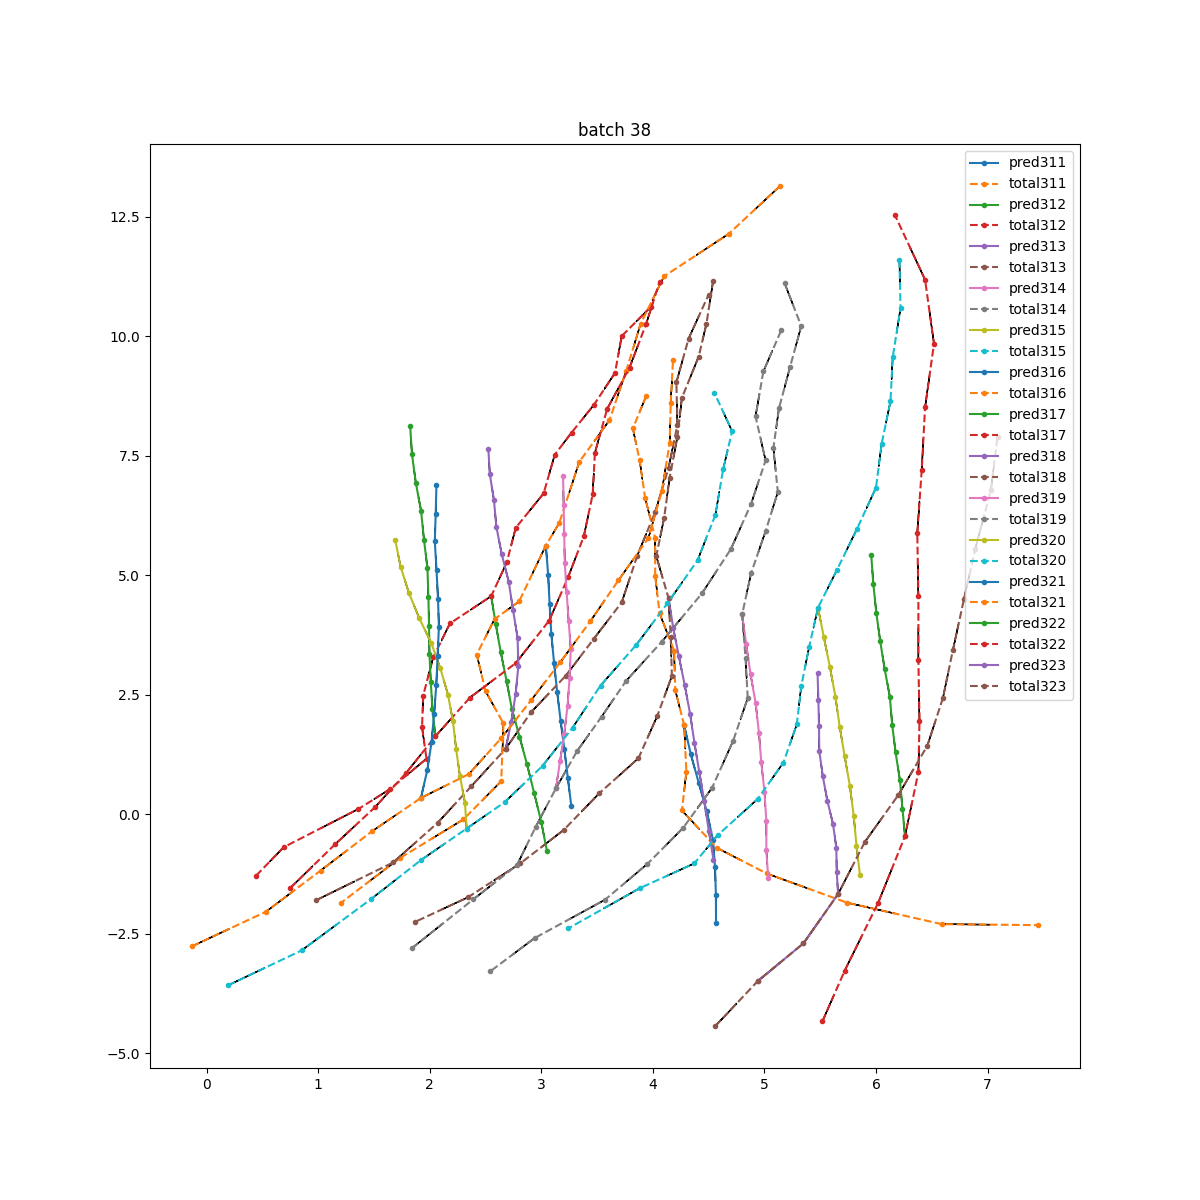 batch 38
pred311
total311
pred312
total312
pred313
total313
pred314
total314
pred315
total315
pred316
total316
pred317
total317
pred318
total318
pred319
total319
pred320
total320
pred321
total321
pred322
total322
pred323
total323
12.5
10.0
7.5
5.0
2.5
0.0
−2.5
−5.0
0 1 2 3 4 5 6 7